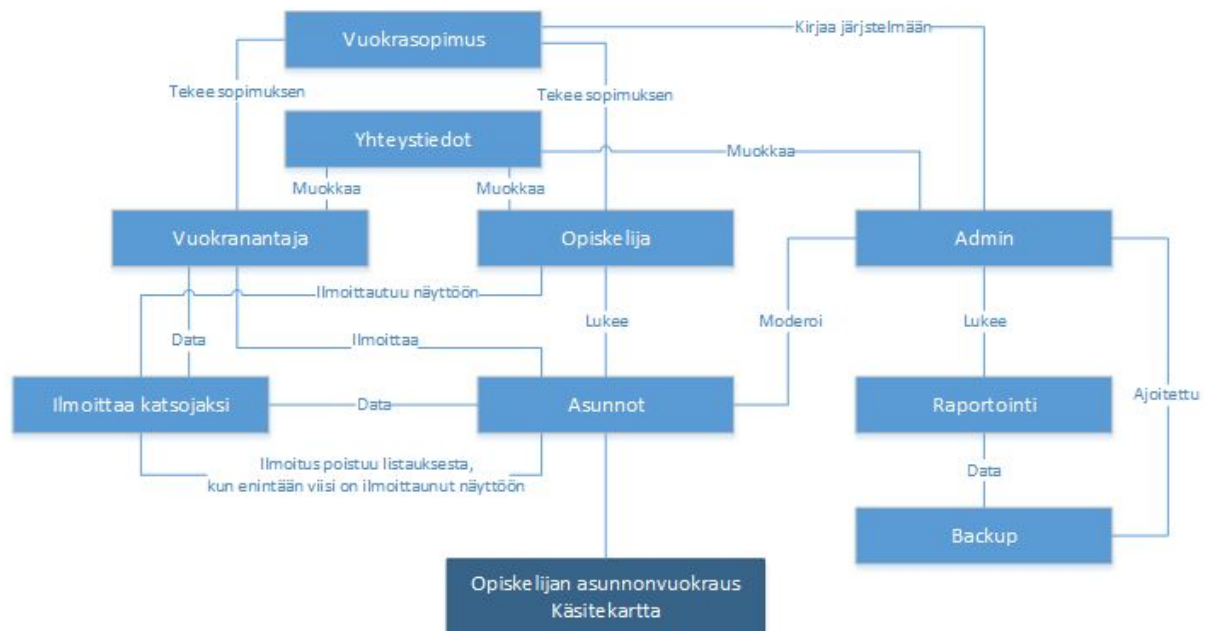 Vuokrasopimus
Kirjaa järjstelmään
Tekee sopimuksen
Tekee sopimuksen
Yhteystiedot
Muokkaa
Muokkaa
Muokkaa
Vuokranantaja
Opiskelija
Admin
Ilmoittautuu näyttöön
Lukee
Moderoi
Lukee
Data
Ilmoittaa
Ilmoittaa katsojaksi
Data
Asunnot
Raportointi
Ajoitettu
Ilmoitus poistuu listauksesta,
kun enintään viisi on ilmoittaunut näyttöön
Data
Backup
Opiskelijan asunnonvuokraus
Käsitekartta